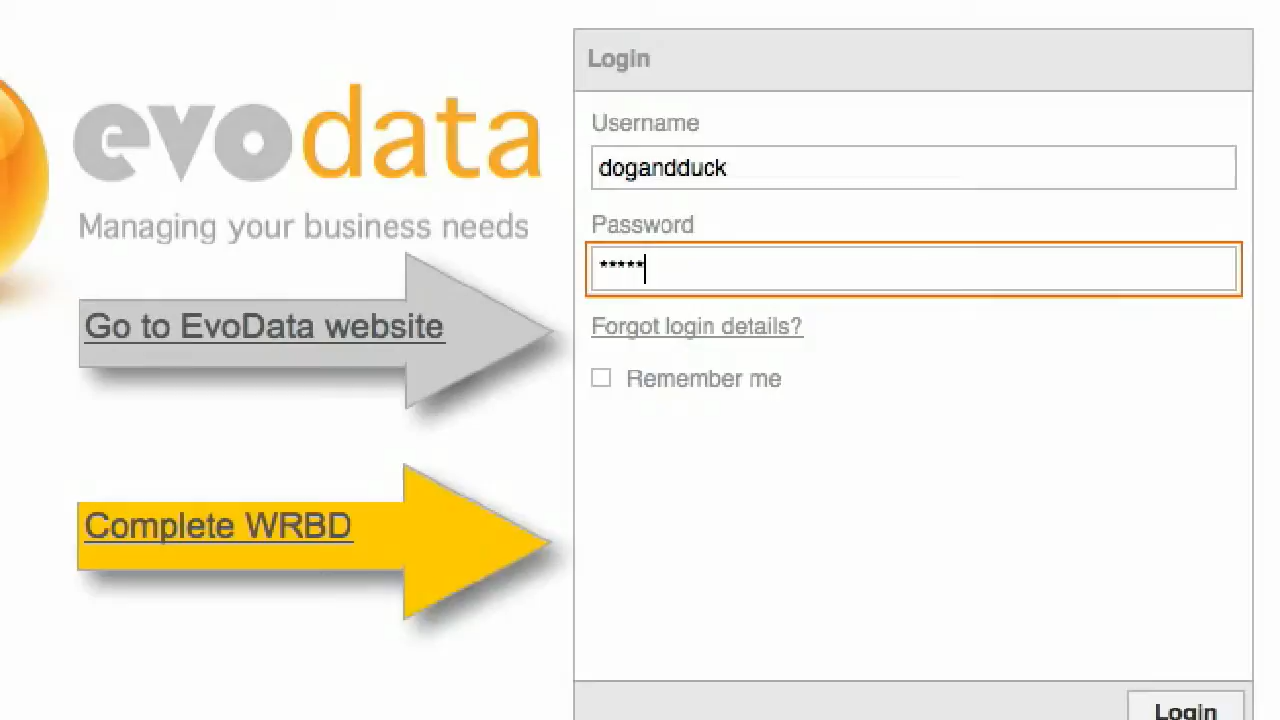 evodata
Managing your business needs
Go to EvoData website
Complete WRBD
Login
Username
dogandduck
Password
*****
Forgot login details?
Remember me
Login